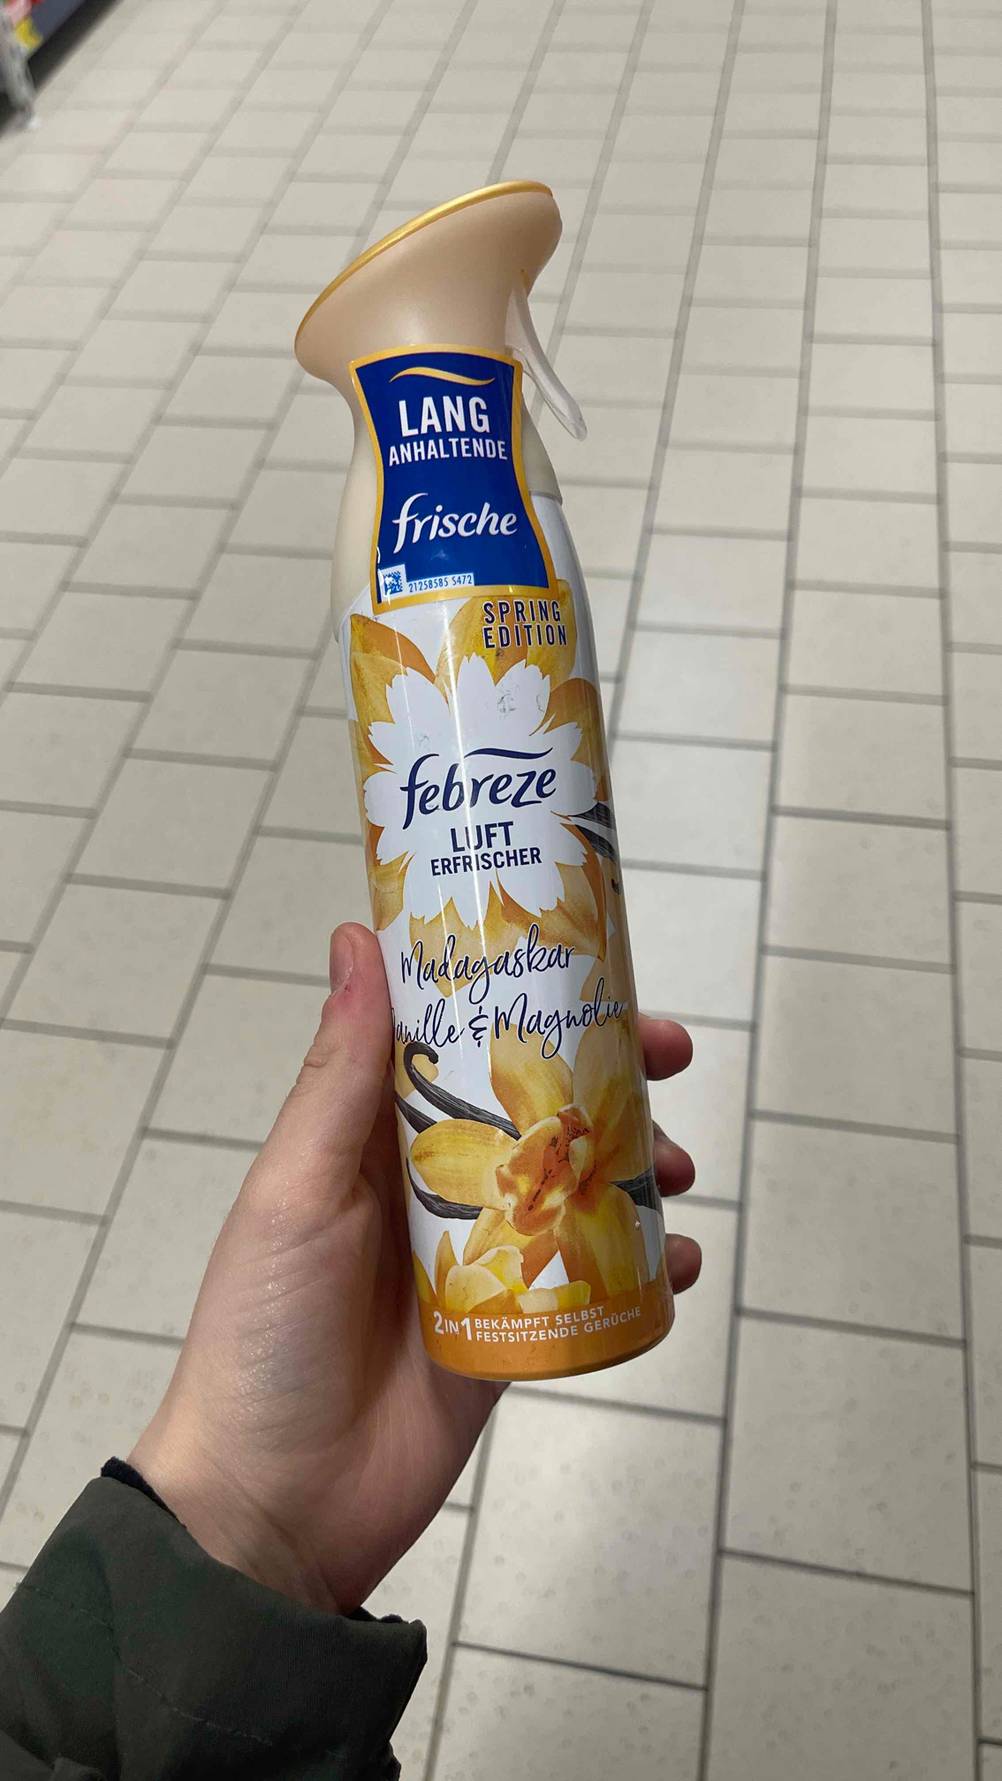 LANG
ANHALTENDE
frische
21258585 5472
SPRING
EDITION
febreze
LUFT
ERFRISCHER
Madagaskar
Vanille & Magnolie
2IN1 BEKÄMPFT SELBST
FESTSITZENDE GERÜCHE